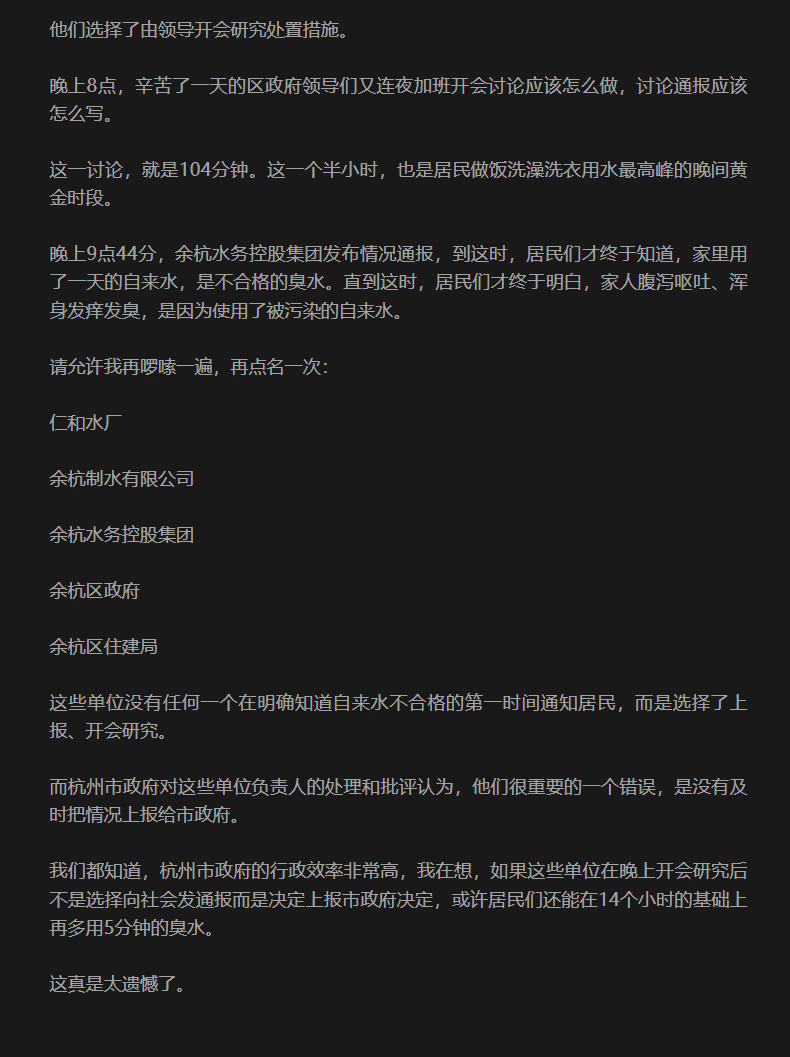 他们选择了由领导开会研究处置措施。
晚上8点，辛苦了一天的区政府领导们又连夜加班开会讨论应该怎么做，讨论通报应该
怎么写。
这一讨论，就是104分钟。这一个半小时，也是居民做饭洗澡洗衣用水最高峰的晚间黄
金时段。
晚上9点44分，余杭水务控股集团发布情况通报，到这时，居民们才终于知道，家里用
了一天的自来水，是不合格的臭水。直到这时，居民们才终于明白，家人腹泻呕吐、浑
身发痒发臭，是因为使用了被污染的自来水。
请允许我再啰嗦一遍，再点名一次：
仁和水厂
余杭制水有限公司
余杭水务控股集团
余杭区政府
余杭区住建局
这些单位没有任何一个在明确知道自来水不合格的第一时间通知居民，而是选择了上
报、开会研究。
而杭州市政府对这些单位负责人的处理和批评认为，他们很重要的一个错误，是没有及
时把情况上报给市政府。
我们都知道，杭州市政府的行政效率非常高，我在想，如果这些单位在晚上开会研究后
不是选择向社会发通报而是决定上报市政府决定，或许居民们还能在14个小时的基础上
再多用5分钟的臭水。
这真是太遗憾了。